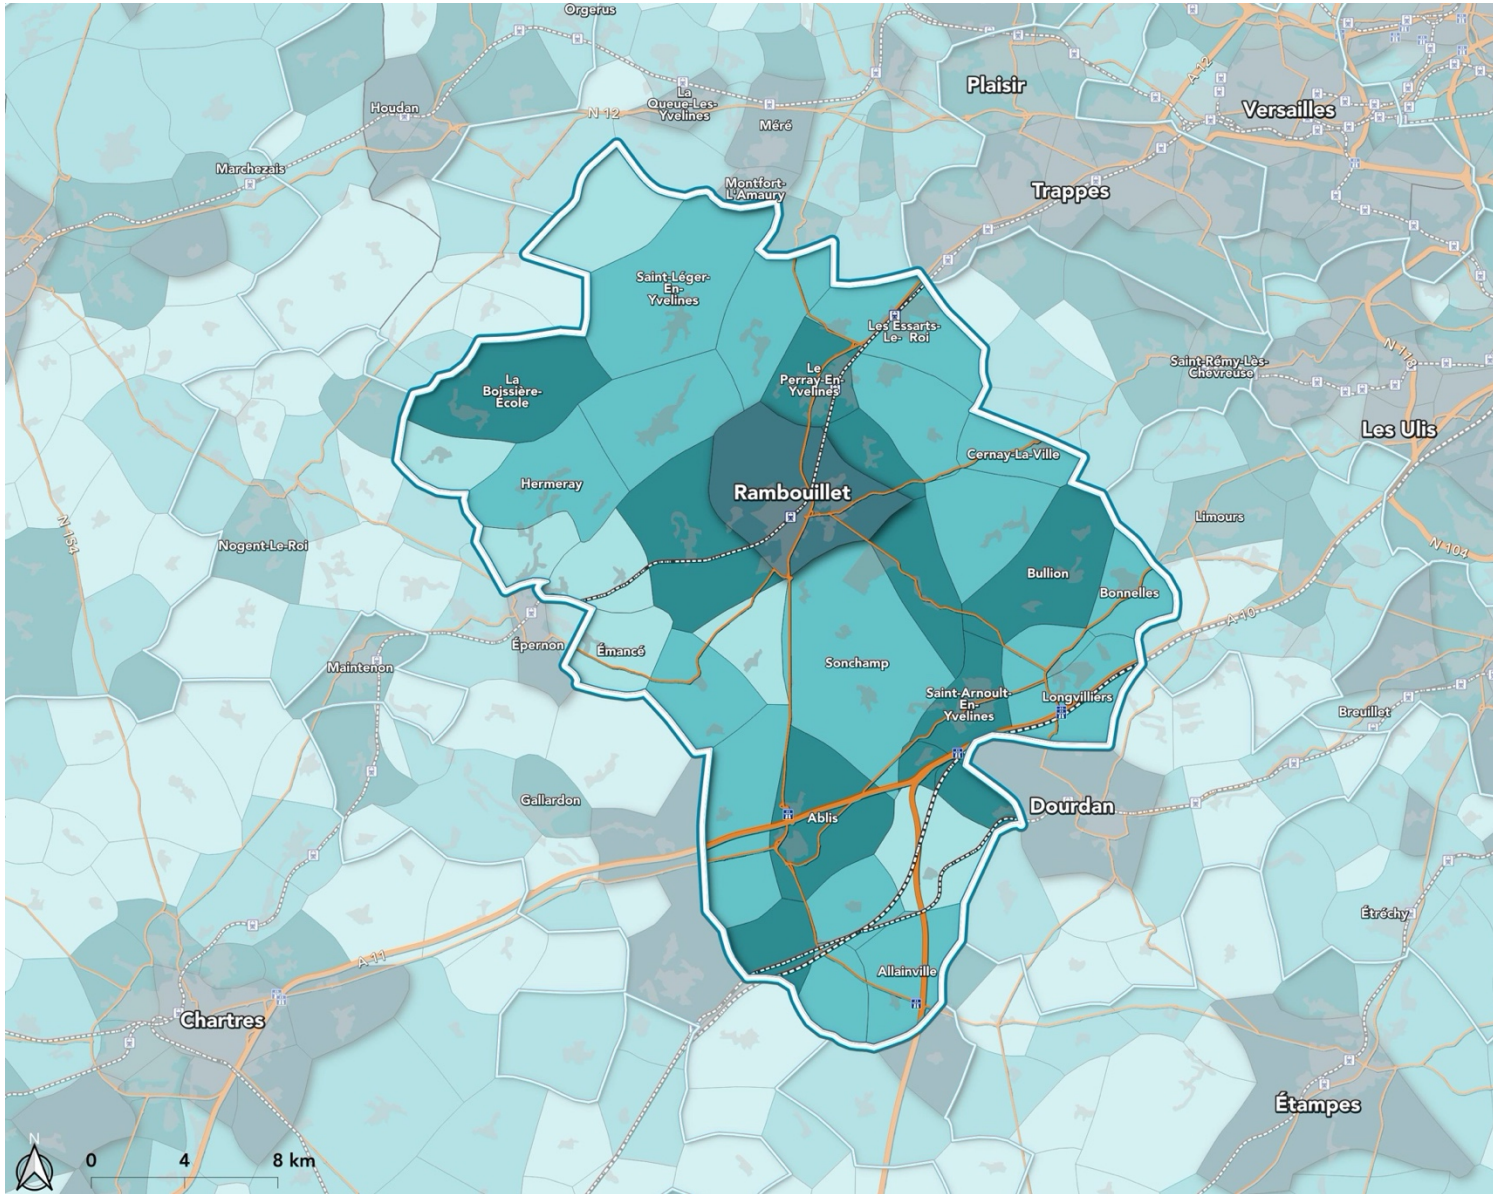 Orgerus
Plaisir
A 12
Versailles
Houdan
La
Queue-Les-
Yvelines
N 12
Méré
Marchezais
Montfort-
L'Amaury
Trappes
Saint-Léger-
En-
Yvelines
Les Essarts-
Le- Roi
N 118
Saint-Rémy-Lès-
Chevreuse
La
Boissière-
École
Le
Perray-En-
Yvelines
Les Ulis
Cernay-La-Ville
Hermeray
Rambouillet
Limours
N 154
Nogent-Le-Roi
N 104
Bullion
Bonnelles
A 10
Épernon
Émancé
Maintenon
Sonchamp
Saint-Arnoult-
En-
Yvelines
Longvilliers
Breuillet
Gallardon
Ablis
Dourdan
Étréchy
A 11
Allainville
Chartres
Étampes
N
0 4 8 km